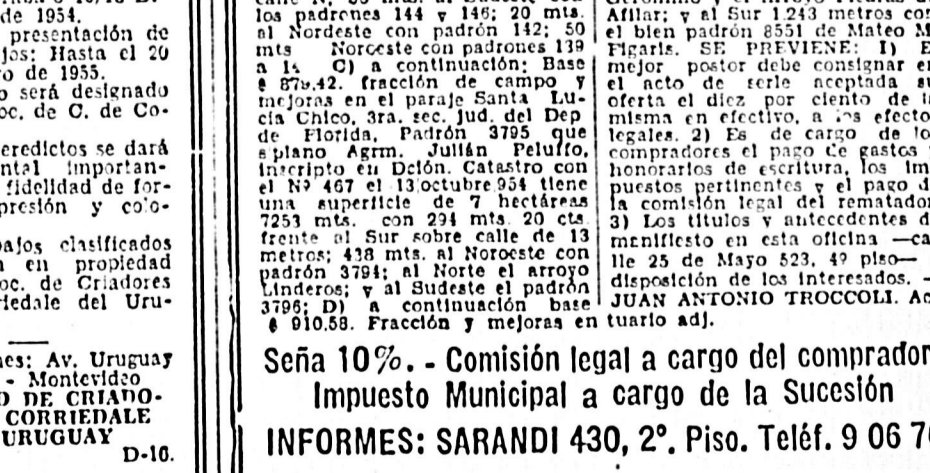 de 1954.
presentación de
jos: Hasta el 20
o de 1955.
o será designado
oc. de C. de Co-
eredictos se dará
ental importan-
fidelidad de for-
presión y colo-
bajos clasificados
a en propiedad
oc. de Criadores
riedale del Uru-
nes: Av. Uruguay
- Montevideo
D DE CRIADO-
CORRIEDALE
URUGUAY
D-16.
los padrones 144 y 146; 20 mts.
al Nordeste con padrón 142; 50
mts Noroeste con padrones 139
a C) a continuación: Base
$ 879.42. fracción de campo y
mejoras en el paraje Santa Lu-
cía Chico, 3ra. sec. jud. del Dep
de Florida, Padrón 3795 que
s/plano Agrm. Julián Peluffo,
inscripto en Dción. Catastro con
el Nº 467 el 13 octubre 954 tiene
una superficie de 7 hectáreas
7253 mts. con 294 mts. 20 cts.
frente al Sur sobre calle de 13
metros; 438 mts. al Noroeste con
padrón 3794; al Norte el arroyo
Linderos; y al Sudeste el padrón
3796; D) a continuación base
$ 910.58. Fracción y mejoras en
Afilar; y al Sur 1.243 metros con
el bien padrón 8551 de Mateo M
Figaris. SE PREVIENE: 1) E
mejor postor debe consignar en
el acto de serle aceptada su
oferta el diez por ciento de la
misma en efectivo, a los efecto
legales. 2) Es de cargo de lo
compradores el pago de gastos
honorarios de escritura, los im
puestos pertinentes y el pago d
la comisión legal del rematador
3) Los títulos y antecedentes d
manifiesto en esta oficina —ca
lle 25 de Mayo 523, 4º piso—
disposición de los interesados. -
JUAN ANTONIO TROCCOLI. Ac
tuario adj.
Seña 10%. - Comisión legal a cargo del comprador
Impuesto Municipal a cargo de la Sucesión
INFORMES: SARANDI 430, 2º. Piso. Teléf. 9 06 70